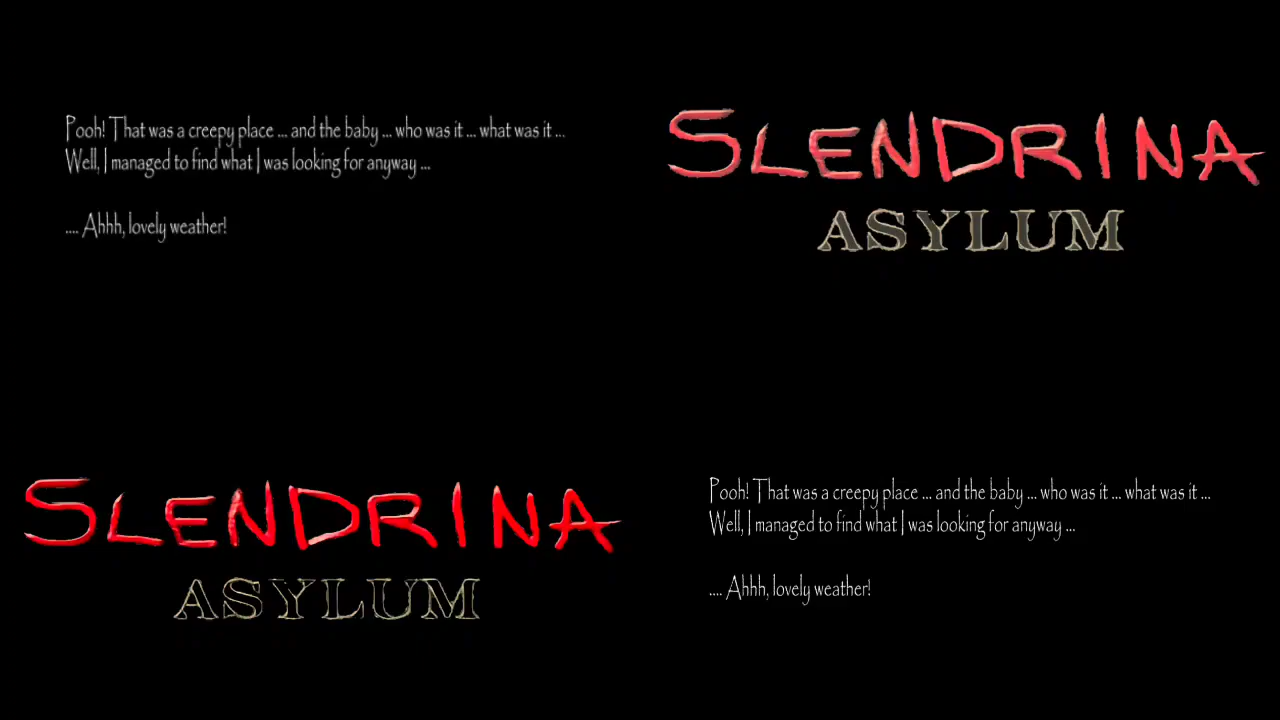 Pooh! That was a creepy place ... and the baby ... who was it ... what was it ...
Well, I managed to find what I was looking for anyway ...
.... Ahhh, lovely weather!
SLENDRINA
ASYLUM
SLENDRINA
ASYLUM
Pooh! That was a creepy place ... and the baby ... who was it ... what was it ...
Well, I managed to find what I was looking for anyway ...
.... Ahhh, lovely weather!